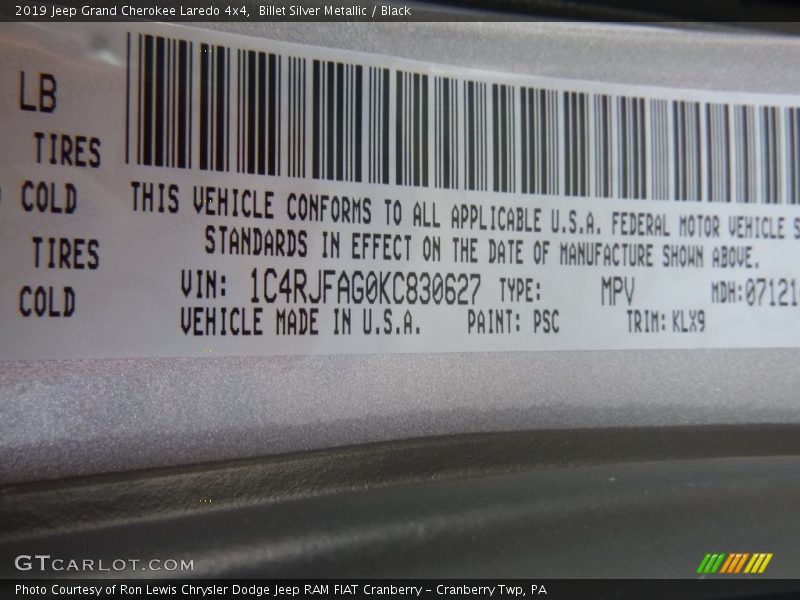 2019 Jeep Grand Cherokee Laredo 4x4, Billet Silver Metallic / Black
LB
TIRES
COLD
TIRES
COLD
THIS VEHICLE CONFORMS TO ALL APPLICABLE U.S.A. FEDERAL MOTOR VEHICLE S
STANDARDS IN EFFECT ON THE DATE OF MANUFACTURE SHOWN ABOVE.
VIN: 1C4RJFAG0KC830627 TYPE: MPV MDH:07121
VEHICLE MADE IN U.S.A. PAINT: PSC TRIM: KLX9
GTCARLOT.COM
Photo Courtesy of Ron Lewis Chrysler Dodge Jeep RAM FIAT Cranberry – Cranberry Twp, PA